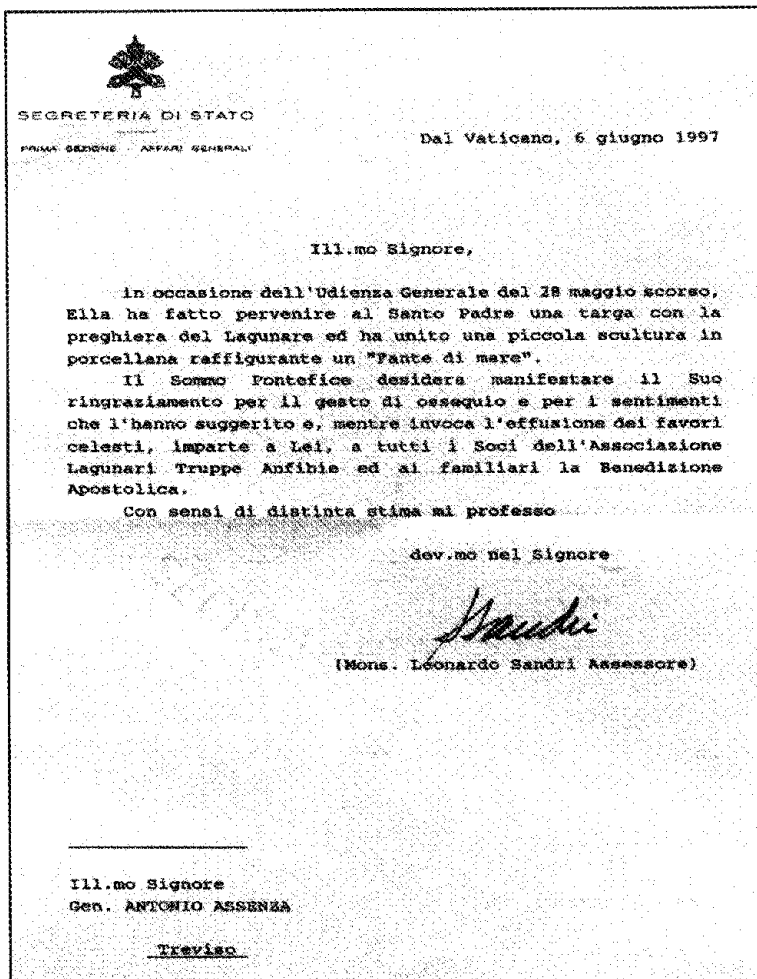 SEGRETERIA DI STATO
PRIMA SEZIONE - AFFARI GENERALI
Dal Vaticano, 6 giugno 1997
Ill.mo Signore,
in occasione dell'Udienza Generale del 28 maggio scorso,
Ella ha fatto pervenire al Santo Padre una targa con la
preghiera del Lagunare ed ha unito una piccola scultura in
porcellana raffigurante un "Fante di mare".
Il Sommo Pontefice desidera manifestare il Suo
ringraziamento per il gesto di ossequio e per i sentimenti
che l'hanno suggerito e, mentre invoca l'effusione dei favori
celesti, imparte a Lei, a tutti i Soci dell'Associazione
Lagunari Truppe Anfibie ed ai familiari la Benedizione
Apostolica.
Con sensi di distinta stima mi professo
dev.mo nel Signore
Sandri
(Mons. Leonardo Sandri Assessore)
Ill.mo Signore
Gen. ANTONIO ASSENZA
Treviso